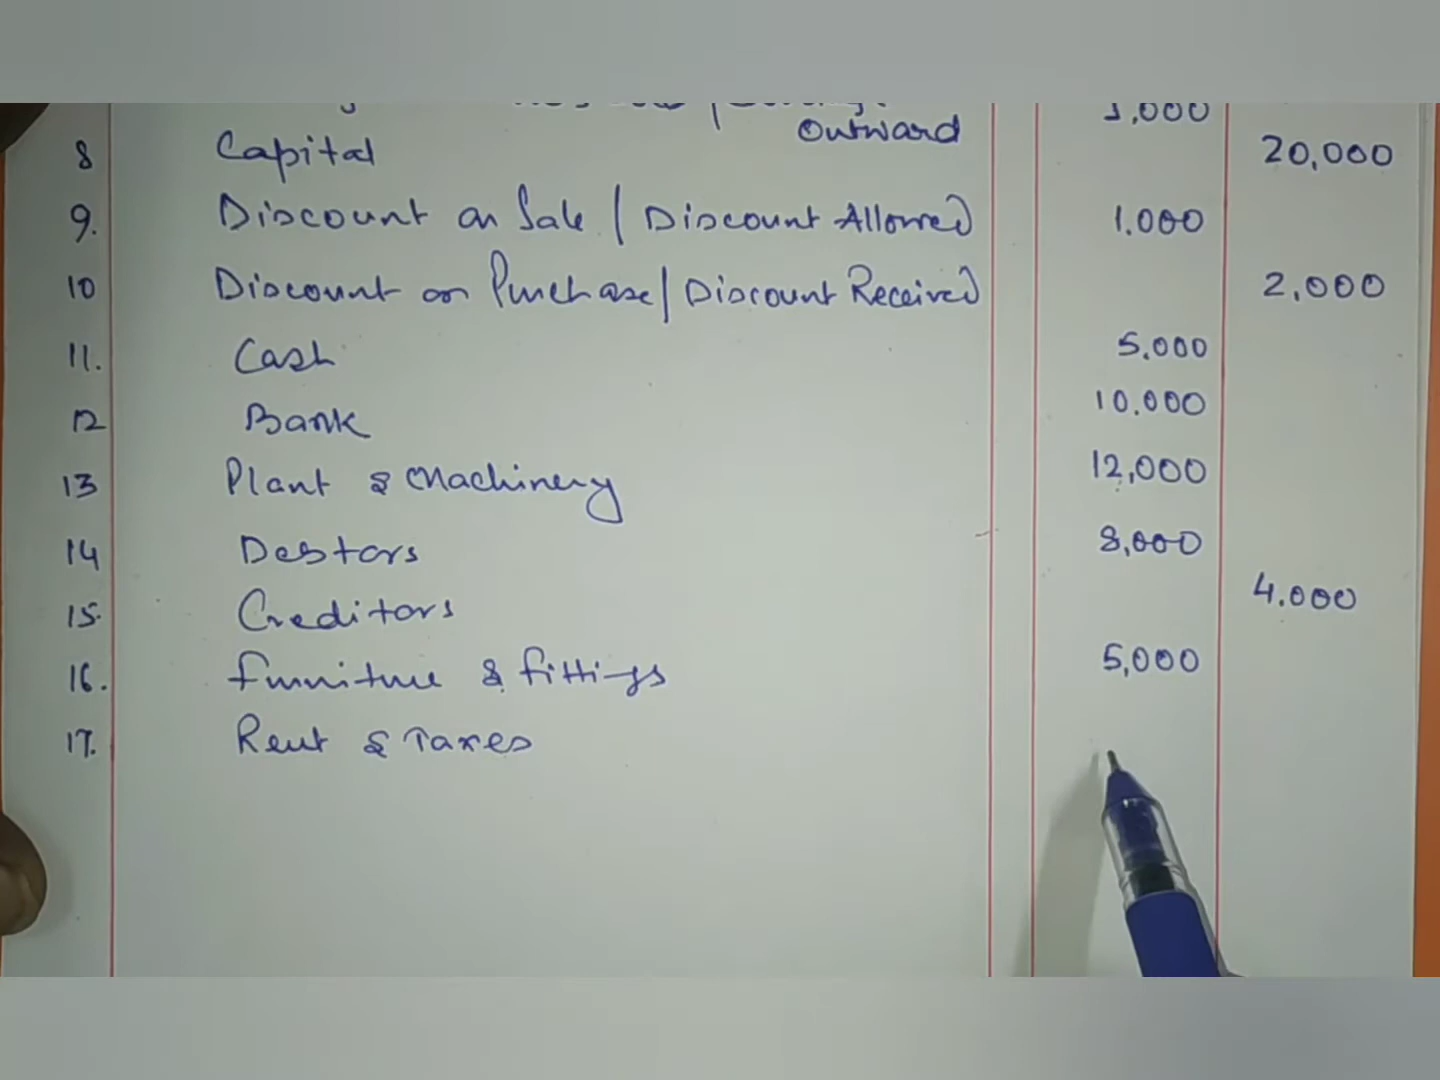 Outward 1,000
8 Capital 20,000
9. Discount on Sale / Discount Allowed 1.000
10 Discount on Purchase / Discount Received 2,000
11. Cash 5.000
12 Bank 10.000
13 Plant & Machinery 12,000
14 Debtors 8,000
15. Creditors 4.000
16. Furniture & fittings 5,000
17. Rent & Taxes